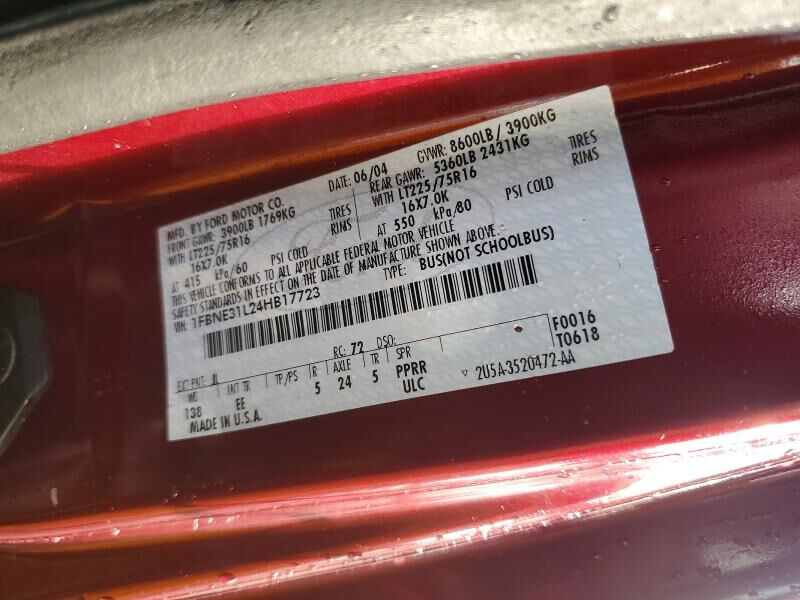 MFD. BY FORD MOTOR CO.
DATE: 06/04 GVWR: 8600LB/ 3900KG
FRONT GAWR: 3900LB 1769KG REAR GAWR: 5360LB 2431KG
WITH LT225/75R16 TIRES WITH LT225/75R16 TIRES
16X7.0K RIMS 16X7.0K RIMS
AT 415 kPa/60 PSI COLD AT 550 kPa/80 PSI COLD
THIS VEHICLE CONFORMS TO ALL APPLICABLE FEDERAL MOTOR VEHICLE
SAFETY STANDARDS IN EFFECT ON THE DATE OF MANUFACTURE SHOWN ABOVE.
VIN: 1FBNE31L24HB17723 TYPE: BUS(NOT SCHOOLBUS)
F0016
T0618
EXT PNT: JL RC: 72 DSO:
WB INT TR TP/PS R AXLE TR SPR
138 EE 5 24 5 PPRR
ULC
▽ 2U5A-3520472-AA
MADE IN U.S.A.